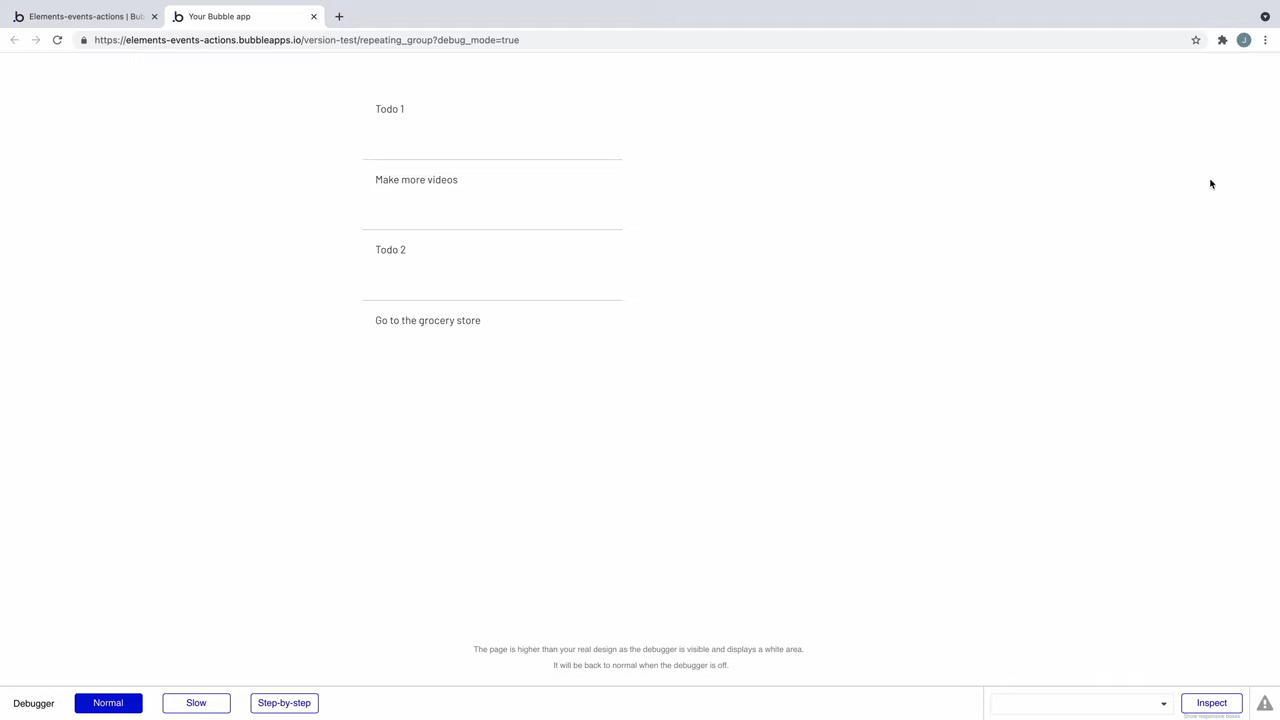 Elements-events-actions | Bub
Your Bubble app
https://elements-events-actions.bubbleapps.io/version-test/repeating_group?debug_mode=true
J
Todo 1
Make more videos
Todo 2
Go to the grocery store
The page is higher than your real design as the debugger is visible and displays a white area.
It will be back to normal when the debugger is off.
Debugger
Normal
Slow
Step-by-step
Inspect
Show responsive boxes